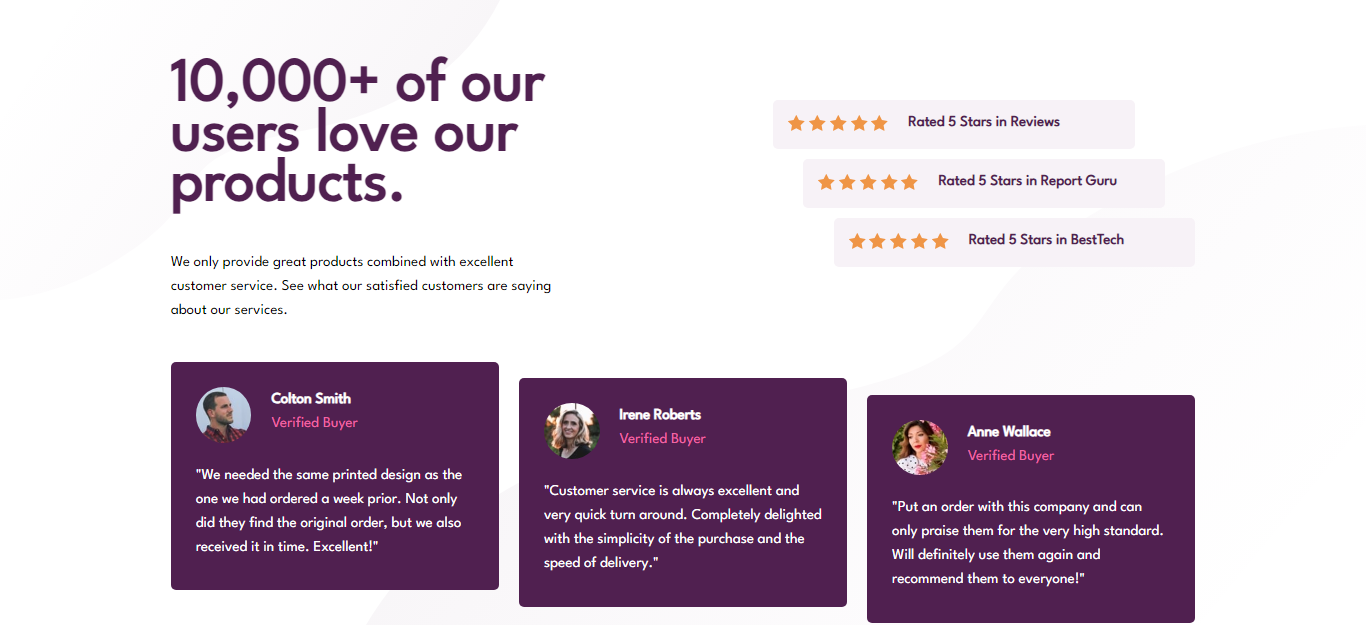 10,000+ of our
users love our
products.
We only provide great products combined with excellent
customer service. See what our satisfied customers are saying
about our services.
Rated 5 Stars in Reviews
Rated 5 Stars in Report Guru
Rated 5 Stars in BestTech
Colton Smith
Verified Buyer
"We needed the same printed design as the
one we had ordered a week prior. Not only
did they find the original order, but we also
received it in time. Excellent!"
Irene Roberts
Verified Buyer
"Customer service is always excellent and
very quick turn around. Completely delighted
with the simplicity of the purchase and the
speed of delivery."
Anne Wallace
Verified Buyer
"Put an order with this company and can
only praise them for the very high standard.
Will definitely use them again and
recommend them to everyone!"